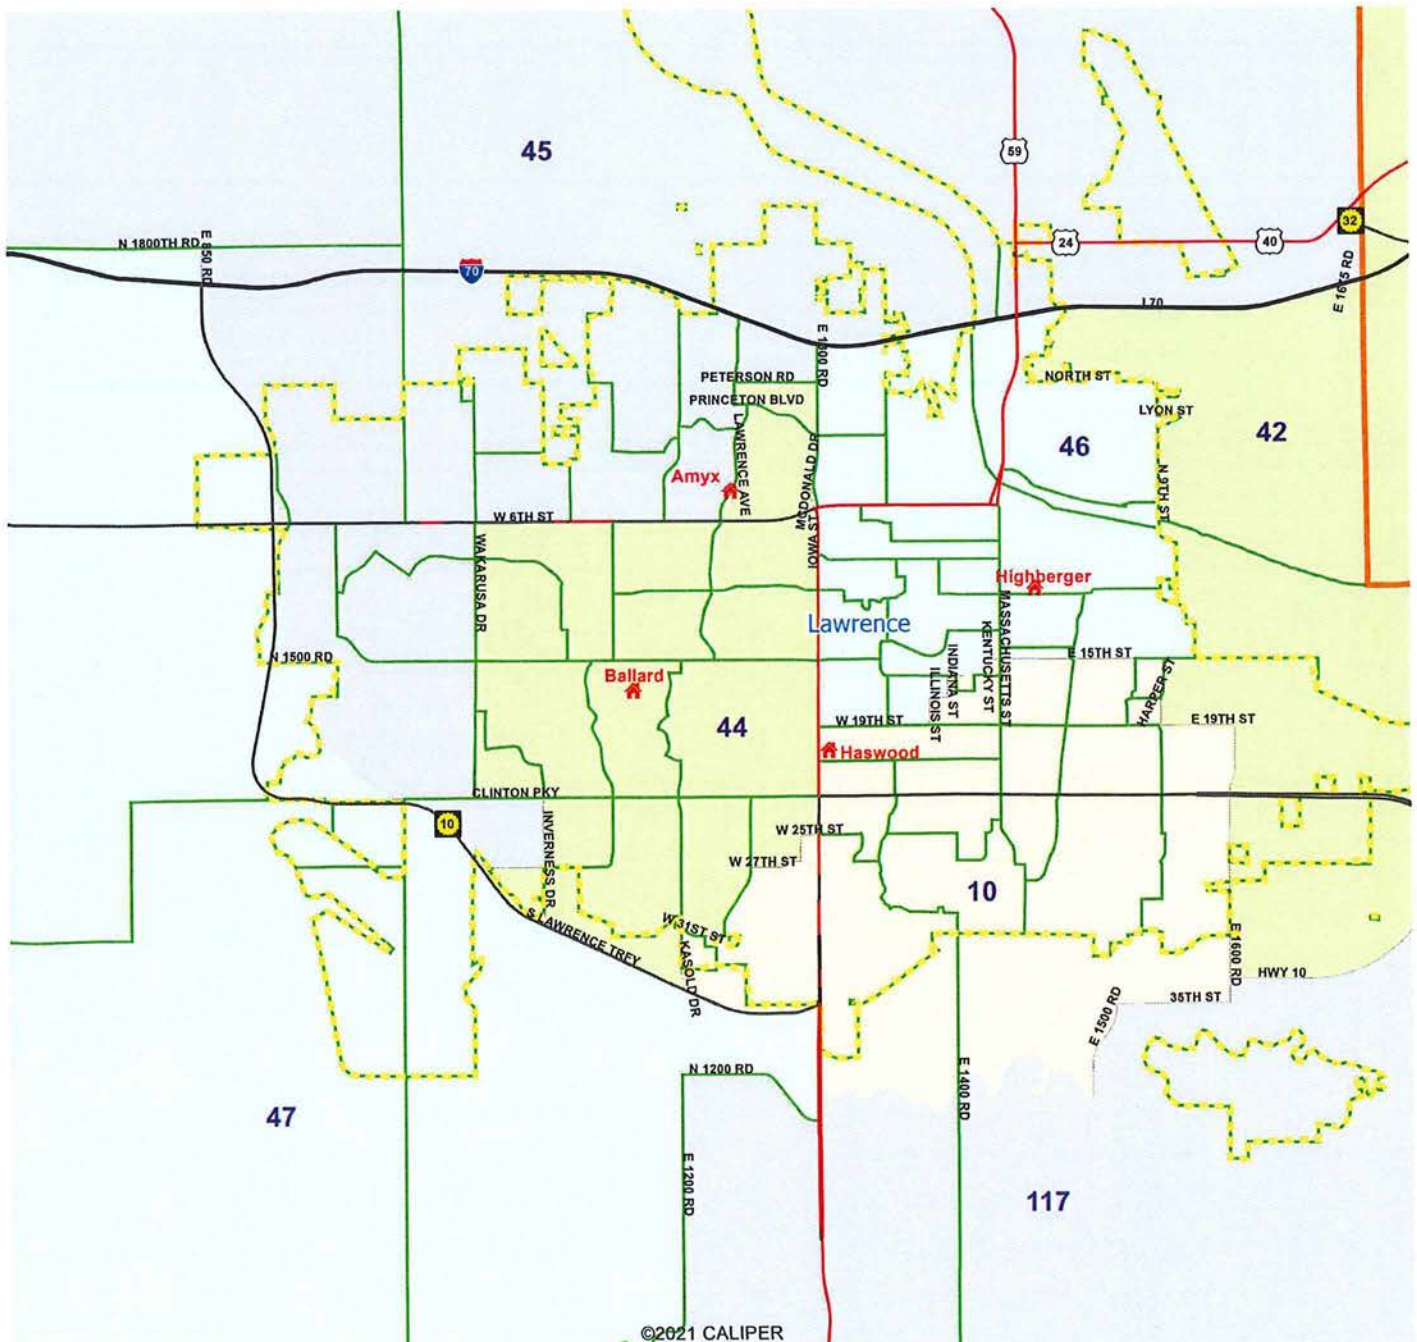 45
59
32
24
40
N 1800TH RD
E 850 RD
70
E 1675 RD
I 70
E 1300 RD
PETERSON RD
NORTH ST
PRINCETON BLVD
LYON ST
LAWRENCE AVE
42
46
MCDONALD DR
Amyx
N 9TH ST
W 6TH ST
IOWA ST
WAKARUSA DR
Highberger
MASSACHUSETTS ST
Lawrence
KENTUCKY ST
INDIANA ST
ILLINOIS ST
E 15TH ST
N 1500 RD
Ballard
HARPER ST
44
W 19TH ST
E 19TH ST
Haswood
CLINTON PKY
10
INVERNESS DR
W 25TH ST
W 27TH ST
10
W 31ST ST
S LAWRENCE TRFY
KASOLD DR
E 1600 RD
HWY 10
35TH ST
E 1500 RD
N 1200 RD
E 1400 RD
47
E 1200 RD
117
©2021 CALIPER